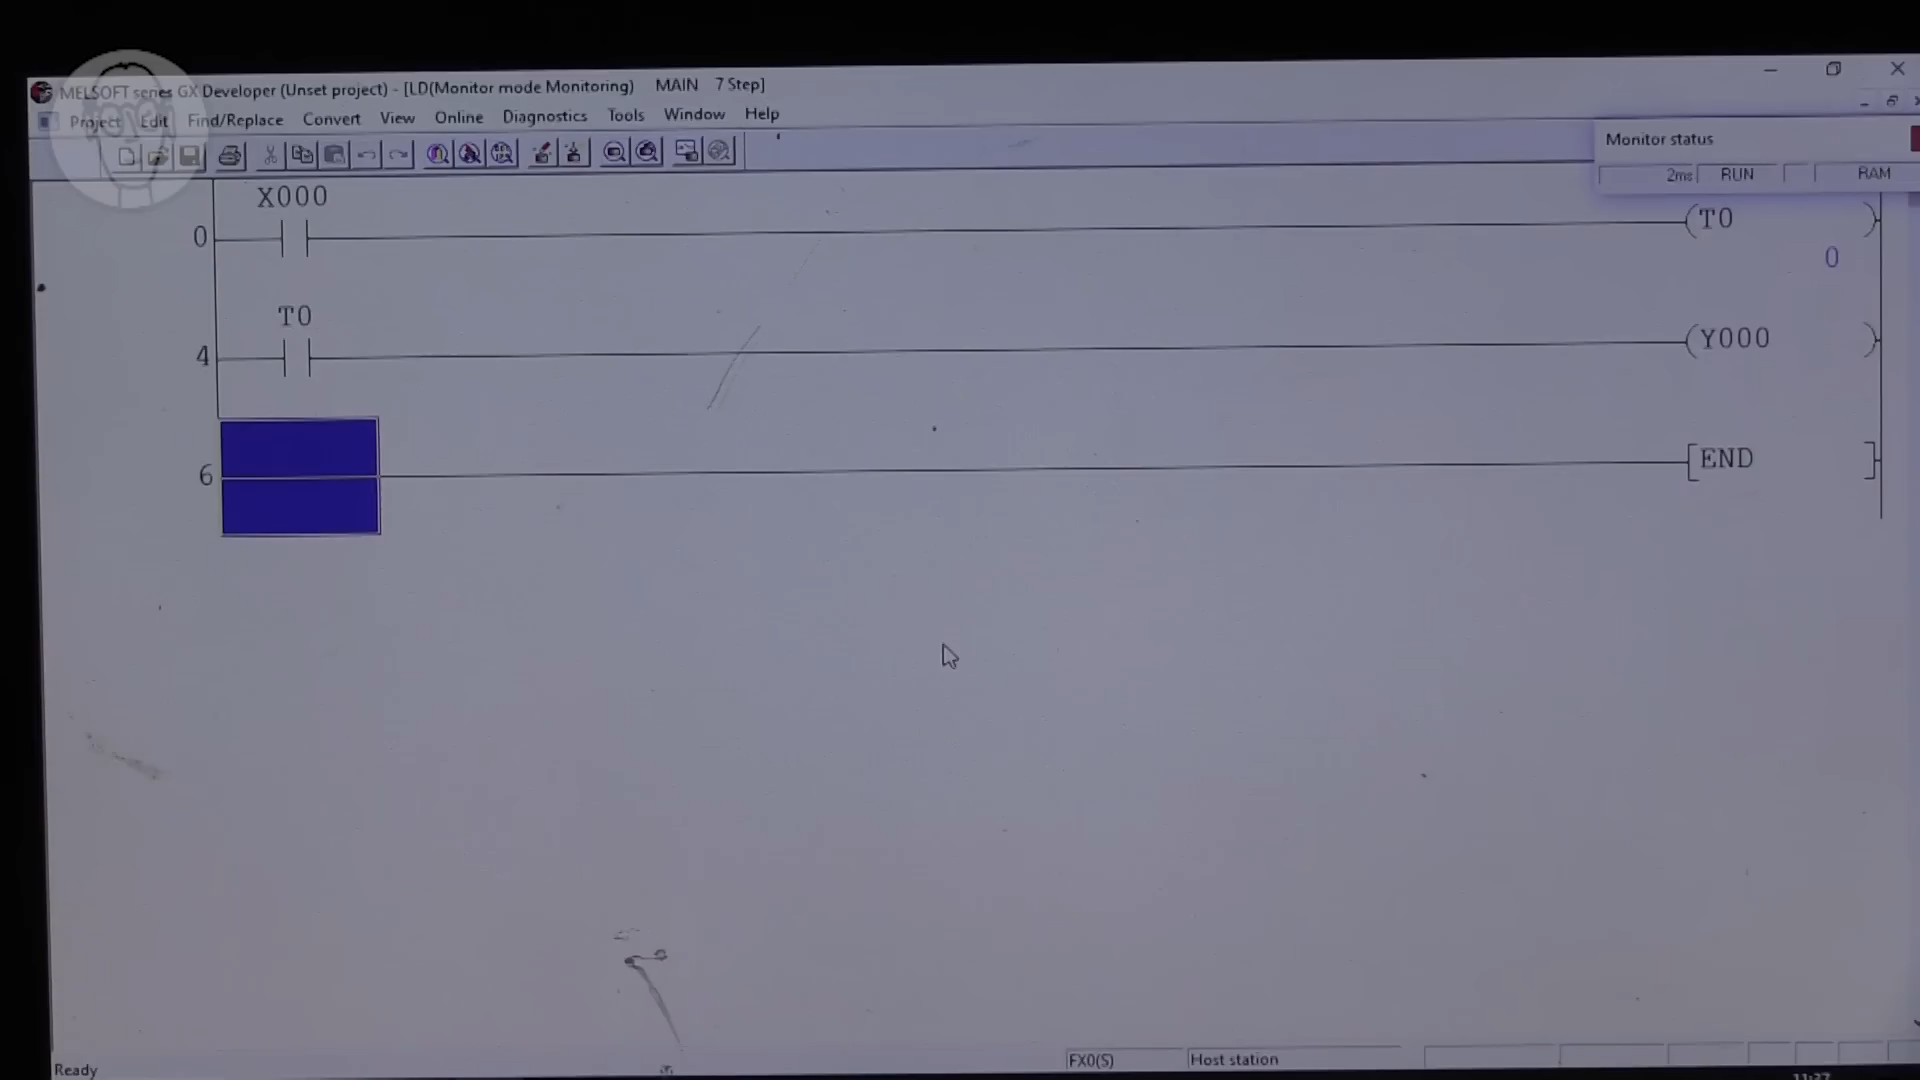 MELSOFT series GX Developer (Unset project) - [LD(Monitor mode Monitoring) MAIN 7 Step]
Project Edit Find/Replace Convert View Online Diagnostics Tools Window Help
Monitor status
2ms RUN RAM
X000
0 (T0 )
0
T0
4 (Y000 )
6 [END ]
Ready FX0(S) Host station